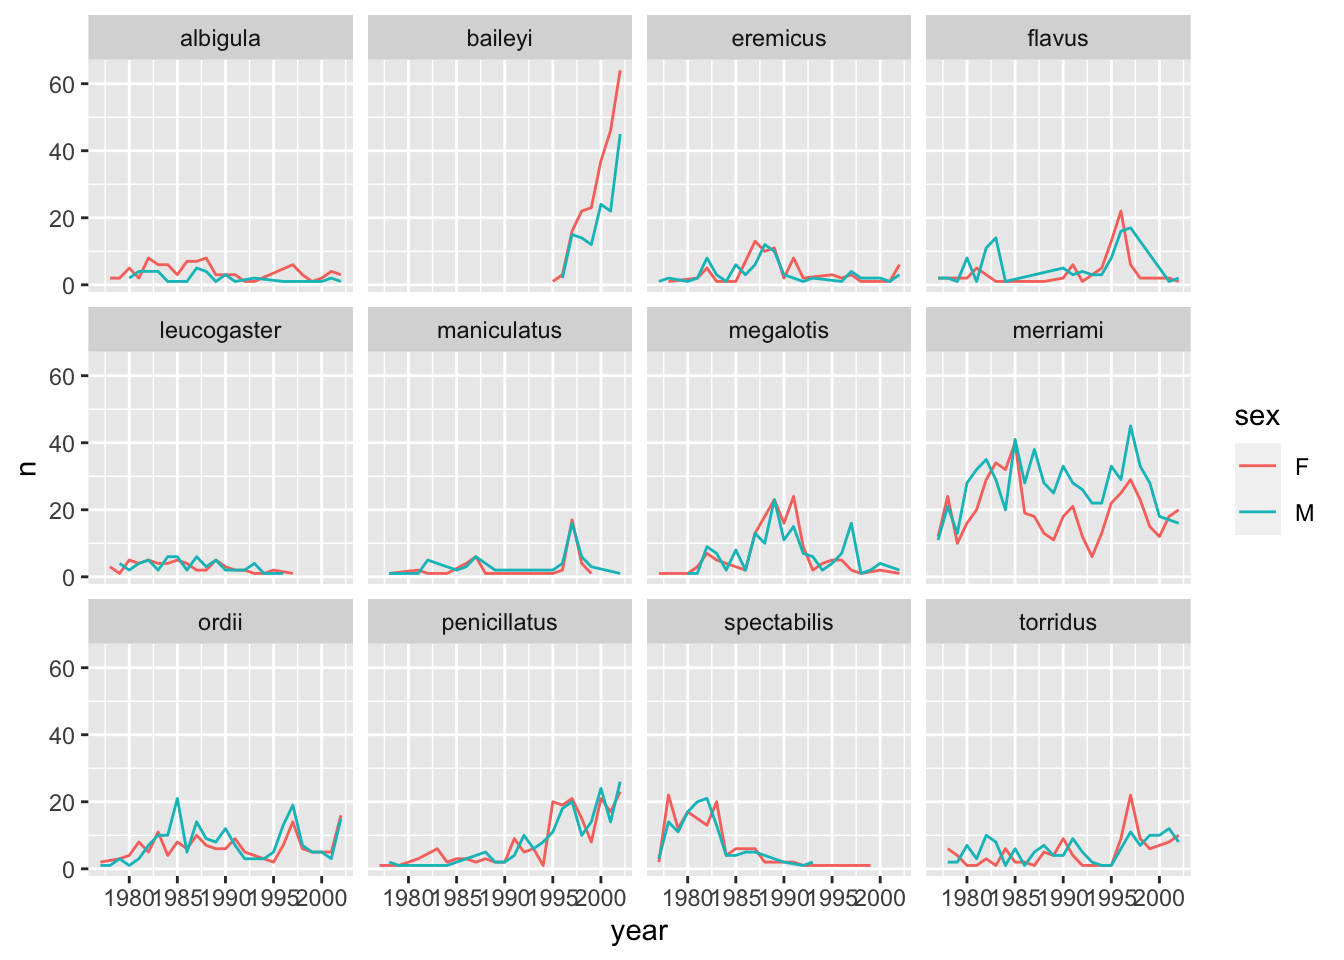 albigula baileyi eremicus flavus
60
40
20
0
leucogaster maniculatus megalotis merriami
60
40
20
0
n
sex
F
M
ordii penicillatus spectabilis torridus
60
40
20
0
1980 1985 1990 1995 2000 1980 1985 1990 1995 2000 1980 1985 1990 1995 2000 1980 1985 1990 1995 2000
year